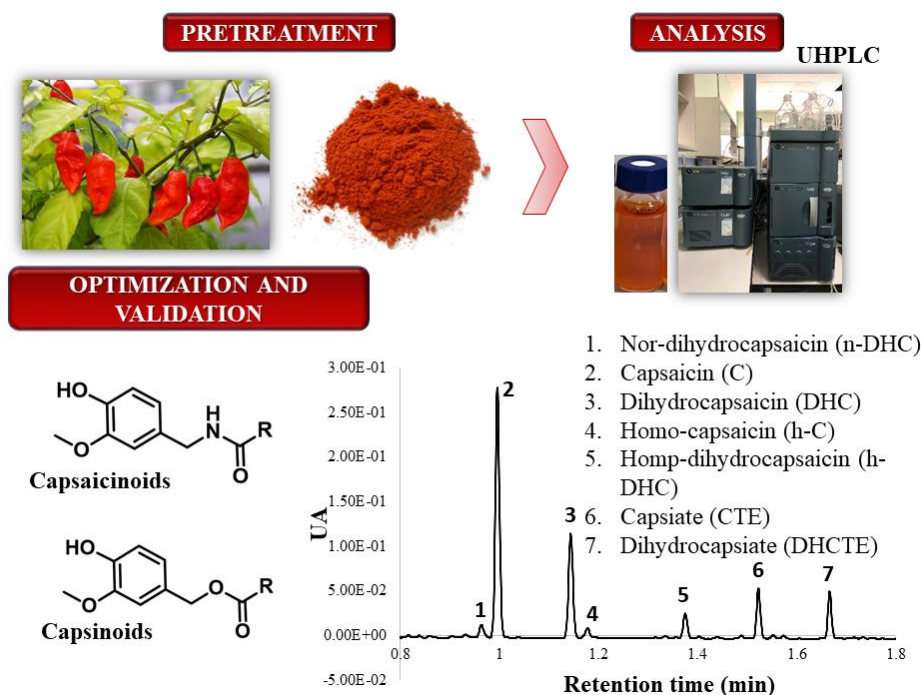 PRETREATMENT
ANALYSIS
UHPLC
OPTIMIZATION AND
VALIDATION
HO
O
N
H
R
O
Capsaicinoids
HO
O
O
R
O
Capsinoids
1. Nor-dihydrocapsaicin (n-DHC)
2. Capsaicin (C)
3. Dihydrocapsaicin (DHC)
4. Homo-capsaicin (h-C)
5. Homp-dihydrocapsaicin (h-
DHC)
6. Capsiate (CTE)
7. Dihydrocapsiate (DHCTE)
3.00E-01
2.50E-01
2.00E-01
1.50E-01
1.00E-01
5.00E-02
0.00E+00
-5.00E-02
UA
1
2
3
4
5
6
7
0.8
1
1.2
1.4
1.6
1.8
Retention time (min)